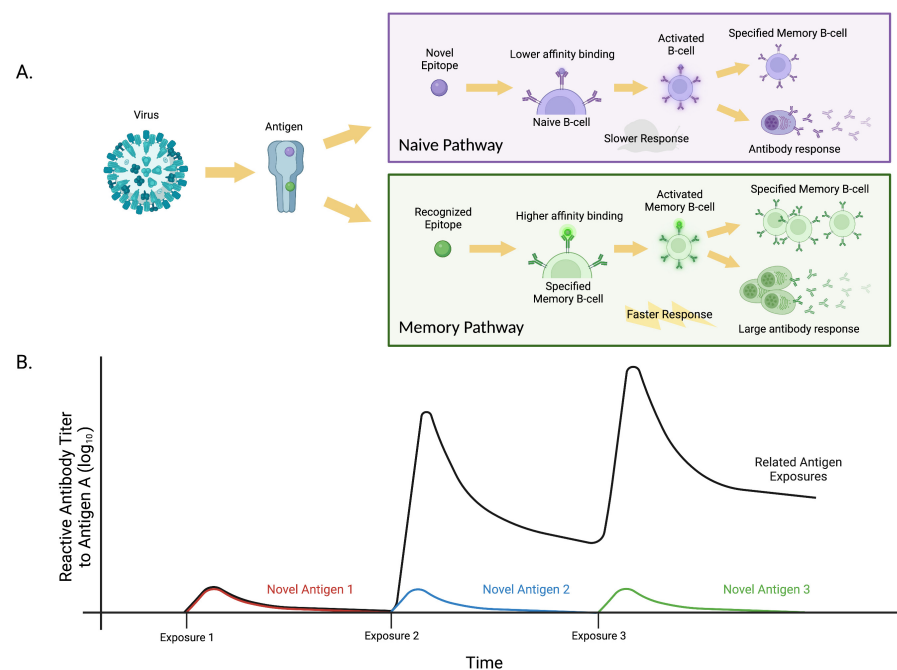 A.
Virus
Antigen
Novel
Epitope
Lower affinity binding
Naive B-cell
Activated
B-cell
Specified Memory B-cell
Slower Response
Antibody response
Naive Pathway
Recognized
Epitope
Higher affinity binding
Specified
Memory B-cell
Activated
Memory B-cell
Specified Memory B-cell
Faster Response
Large antibody response
Memory Pathway
B.
Reactive Antibody Titer
to Antigen A (log₁₀)
Related Antigen
Exposures
Novel Antigen 1
Novel Antigen 2
Novel Antigen 3
Exposure 1
Exposure 2
Exposure 3
Time